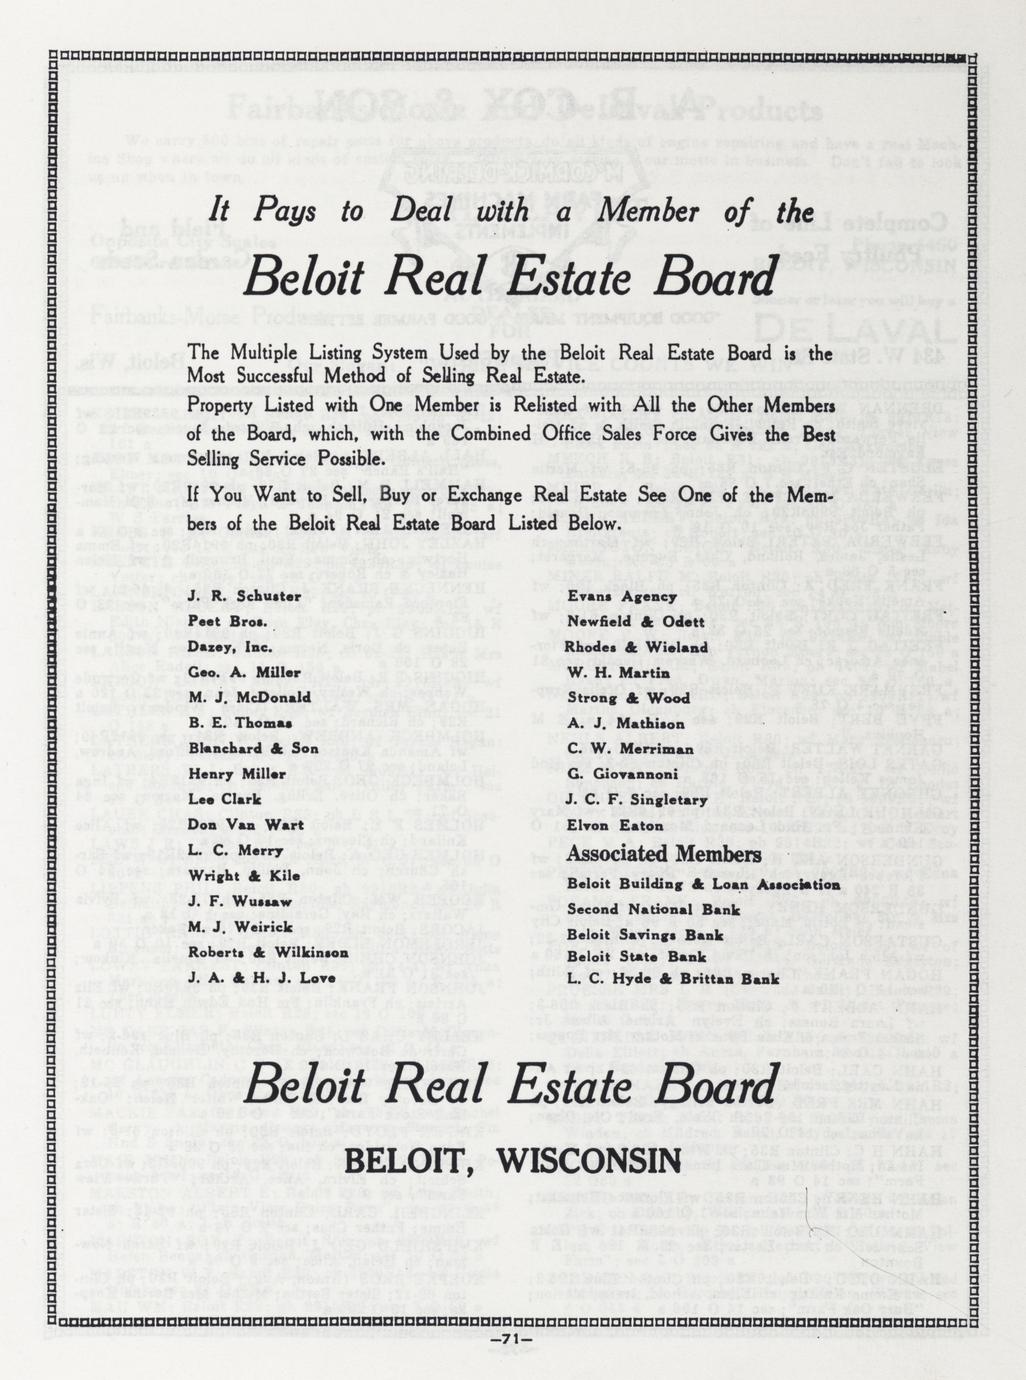 It Pays to Deal with a Member of the
Beloit Real Estate Board
The Multiple Listing System Used by the Beloit Real Estate Board is the
Most Successful Method of Selling Real Estate.
Property Listed with One Member is Relisted with All the Other Members
of the Board, which, with the Combined Office Sales Force Gives the Best
Selling Service Possible.
If You Want to Sell, Buy or Exchange Real Estate See One of the Mem-
bers of the Beloit Real Estate Board Listed Below.
J. R. Schuster
Peet Bros.
Dazey, Inc.
Geo. A. Miller
M. J. McDonald
B. E. Thomas
Blanchard & Son
Henry Miller
Lee Clark
Don Van Wart
L. C. Merry
Wright & Kile
J. F. Wussaw
M. J. Weirick
Roberts & Wilkinson
J. A. & H. J. Love
Evans Agency
Newfield & Odett
Rhodes & Wieland
W. H. Martin
Strong & Wood
A. J. Mathison
C. W. Merriman
G. Giovannoni
J. C. F. Singletary
Elvon Eaton
Associated Members
Beloit Building & Loan Association
Second National Bank
Beloit Savings Bank
Beloit State Bank
L. C. Hyde & Brittan Bank
Beloit Real Estate Board
BELOIT, WISCONSIN
—71—